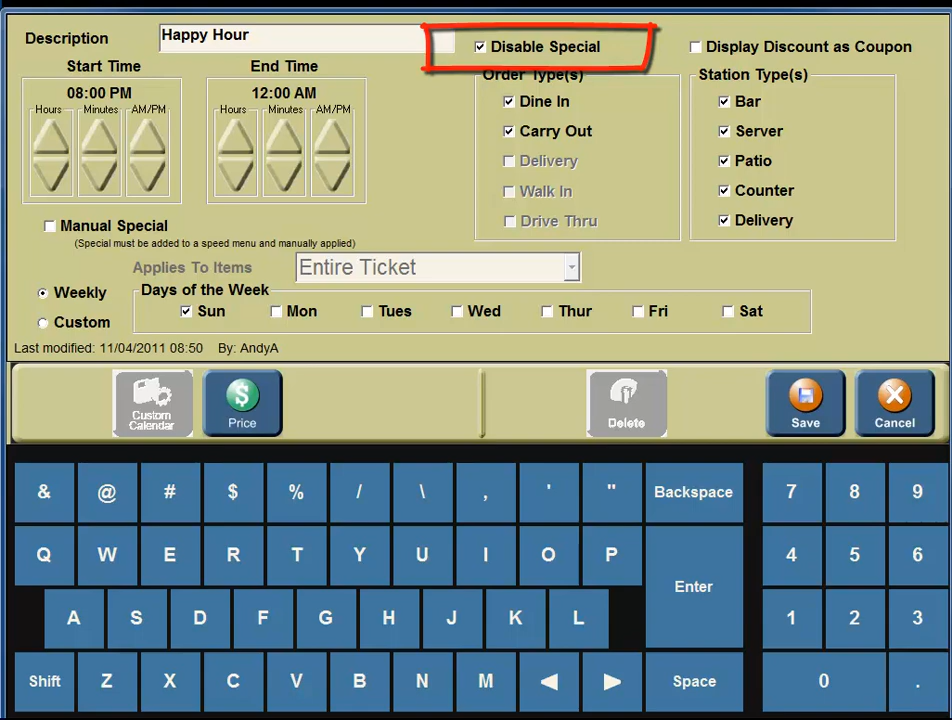 Description
Happy Hour
Disable Special
Display Discount as Coupon
Start Time
End Time
Order Type(s)
Station Type(s)
08:00 PM
12:00 AM
Hours
Minutes
AM/PM
Hours
Minutes
AM/PM
Dine In
Carry Out
Delivery
Walk In
Drive Thru
Bar
Server
Patio
Counter
Delivery
Manual Special
(Special must be added to a speed menu and manually applied)
Applies To Items
Entire Ticket
Weekly
Custom
Days of the Week
Sun
Mon
Tues
Wed
Thur
Fri
Sat
Last modified: 11/04/2011 08:50 By: AndyA
Custom
Calendar
Price
Delete
Save
Cancel
& @ # $ % / \ , ' " Backspace 7 8 9
Q W E R T Y U I O P 4 5 6
Enter
A S D F G H J K L 1 2 3
Shift Z X C V B N M Space 0 .